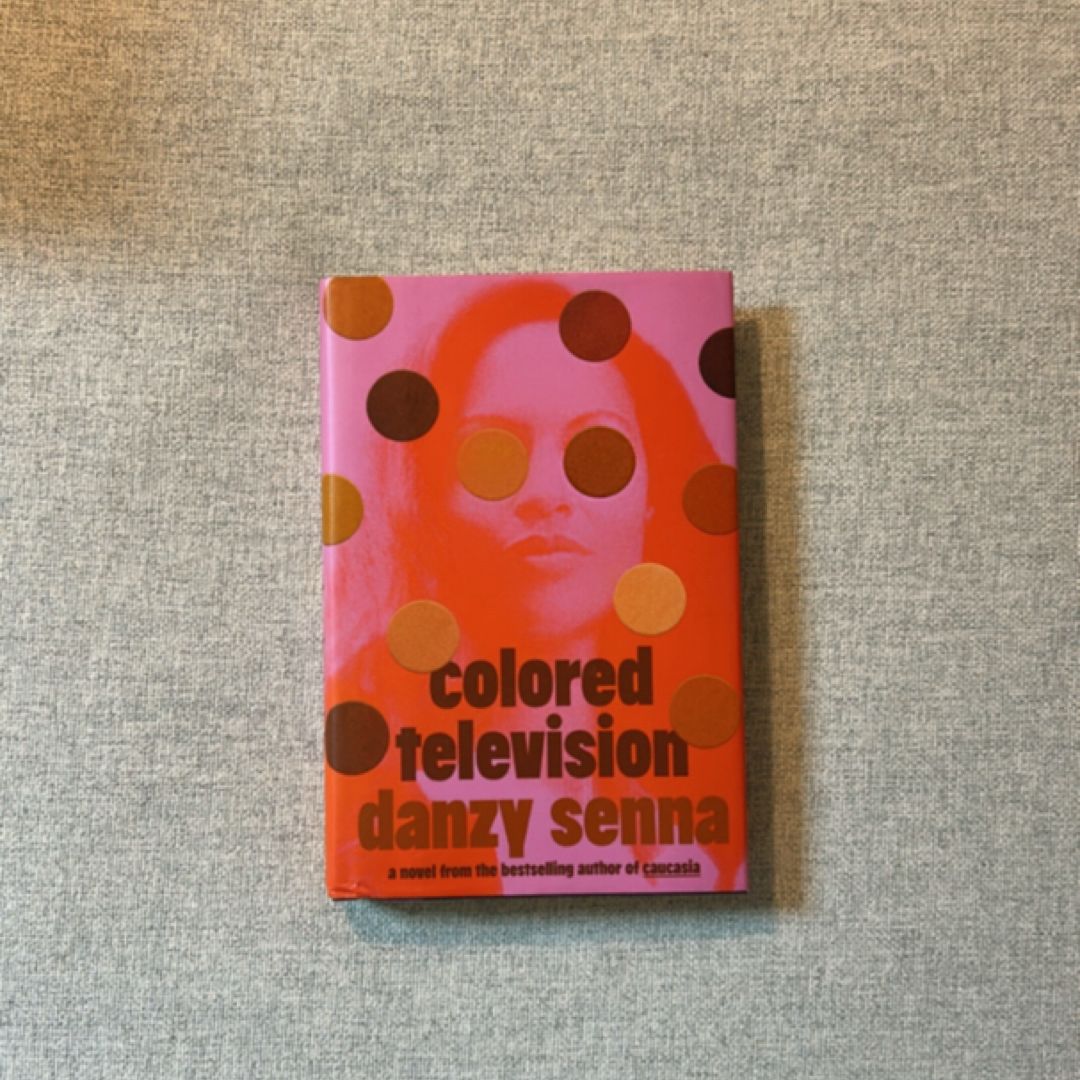 colored
television
danzy senna
a novel from the bestselling author of caucasia